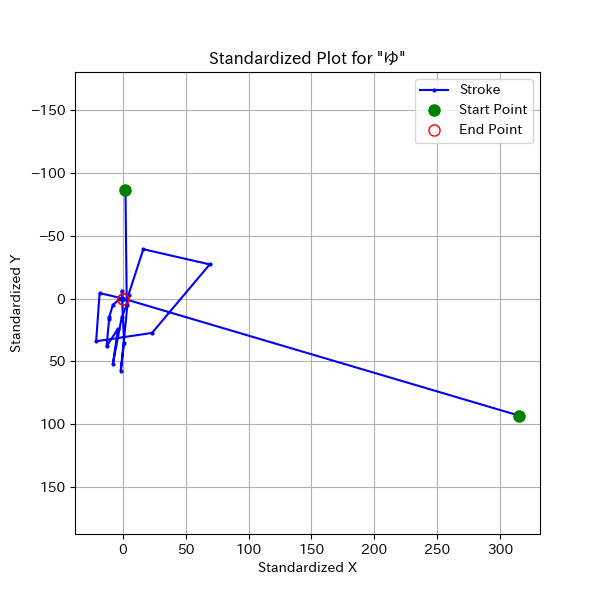 Standardized Plot for "ゆ"
Stroke
Start Point
End Point
−150
−100
−50
0
50
100
150
Standardized Y
0 50 100 150 200 250 300
Standardized X